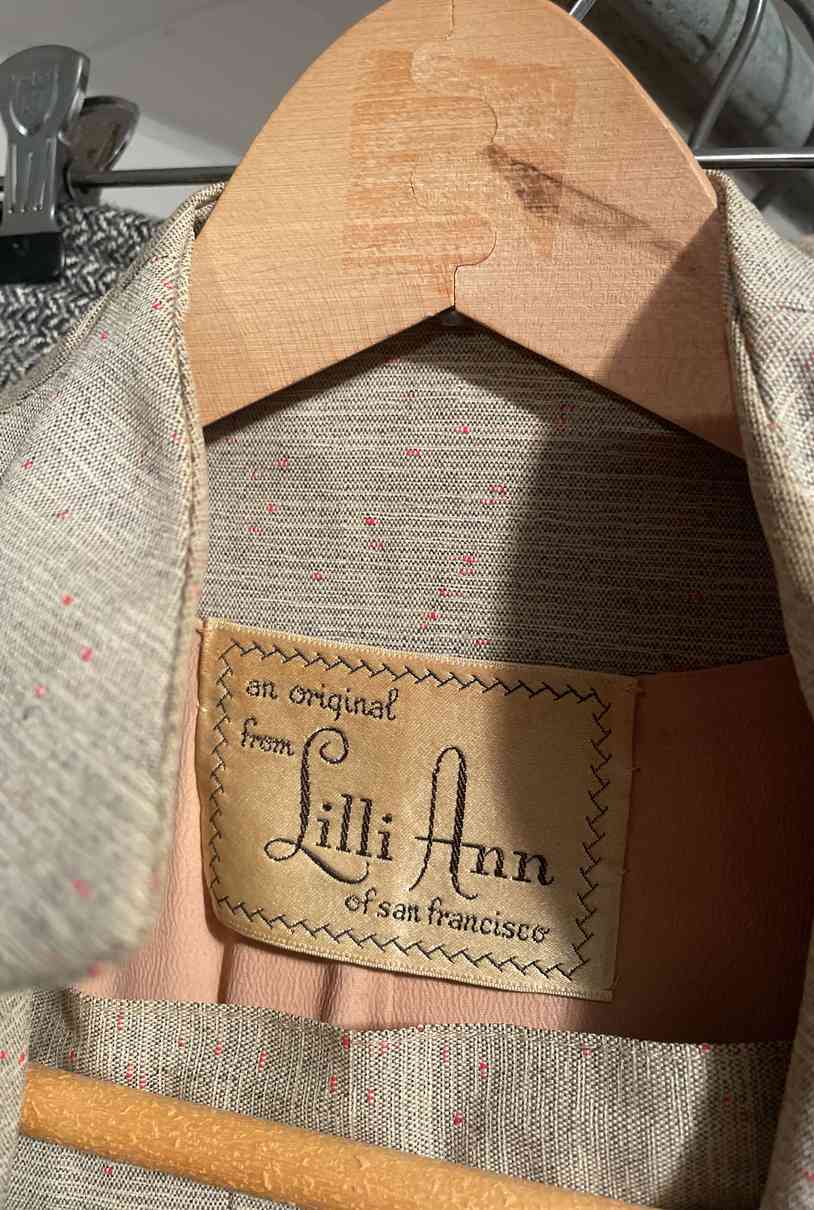 an original
from Lilli Ann
of san francisco